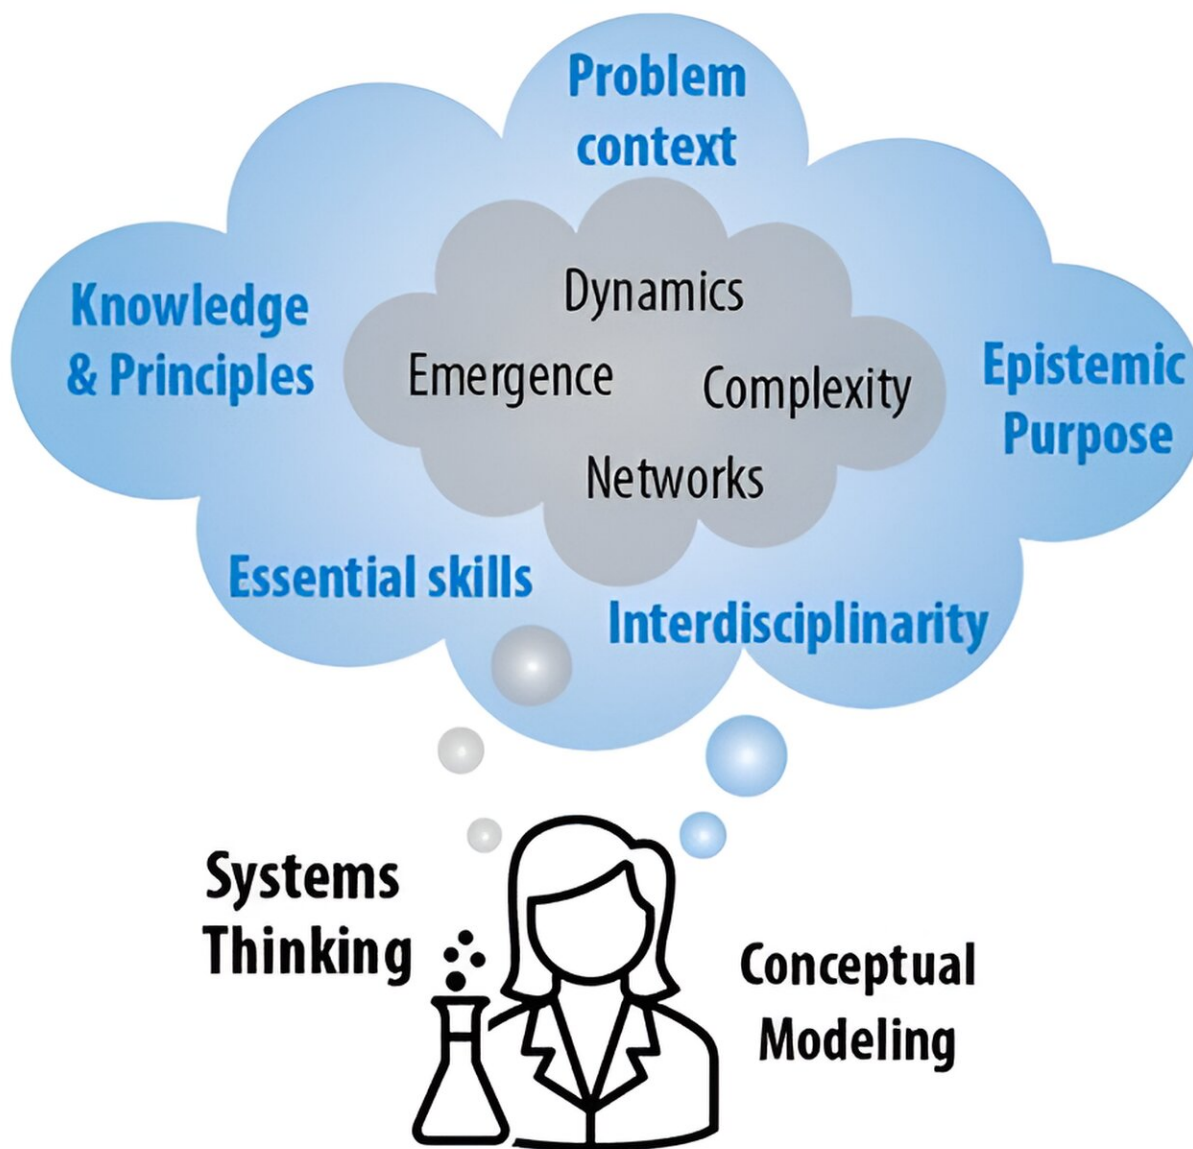 Problem
context
Dynamics
Knowledge
& Principles
Emergence
Complexity
Epistemic
Purpose
Networks
Essential skills
Interdisciplinarity
Systems
Thinking
Conceptual
Modeling